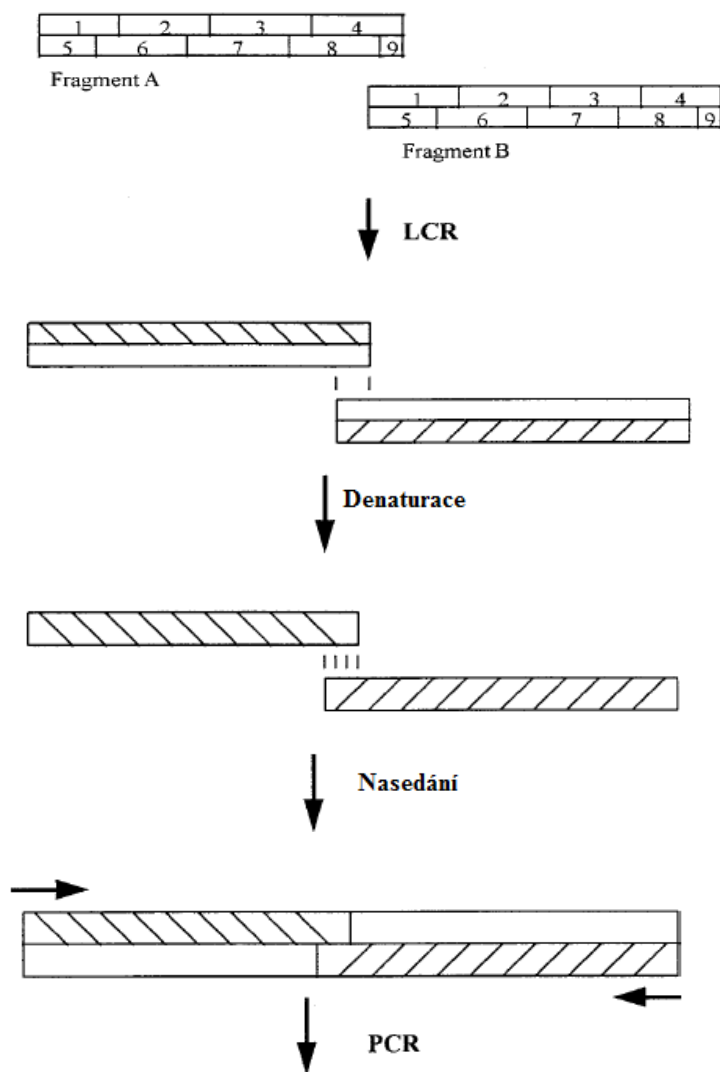 1 2 3 4
5 6 7 8 9
Fragment A
1 2 3 4
5 6 7 8 9
Fragment B
LCR
Denaturace
Nasedání
PCR